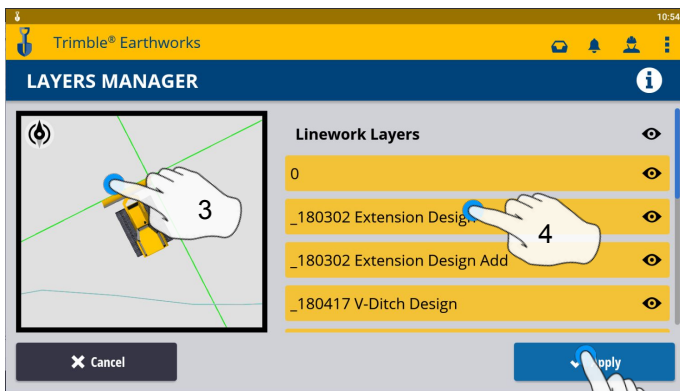 10:54
Trimble® Earthworks
LAYERS MANAGER
i
Linework Layers
0
3
_180302 Extension Design
4
_180302 Extension Design Add
_180417 V-Ditch Design
Cancel
Apply